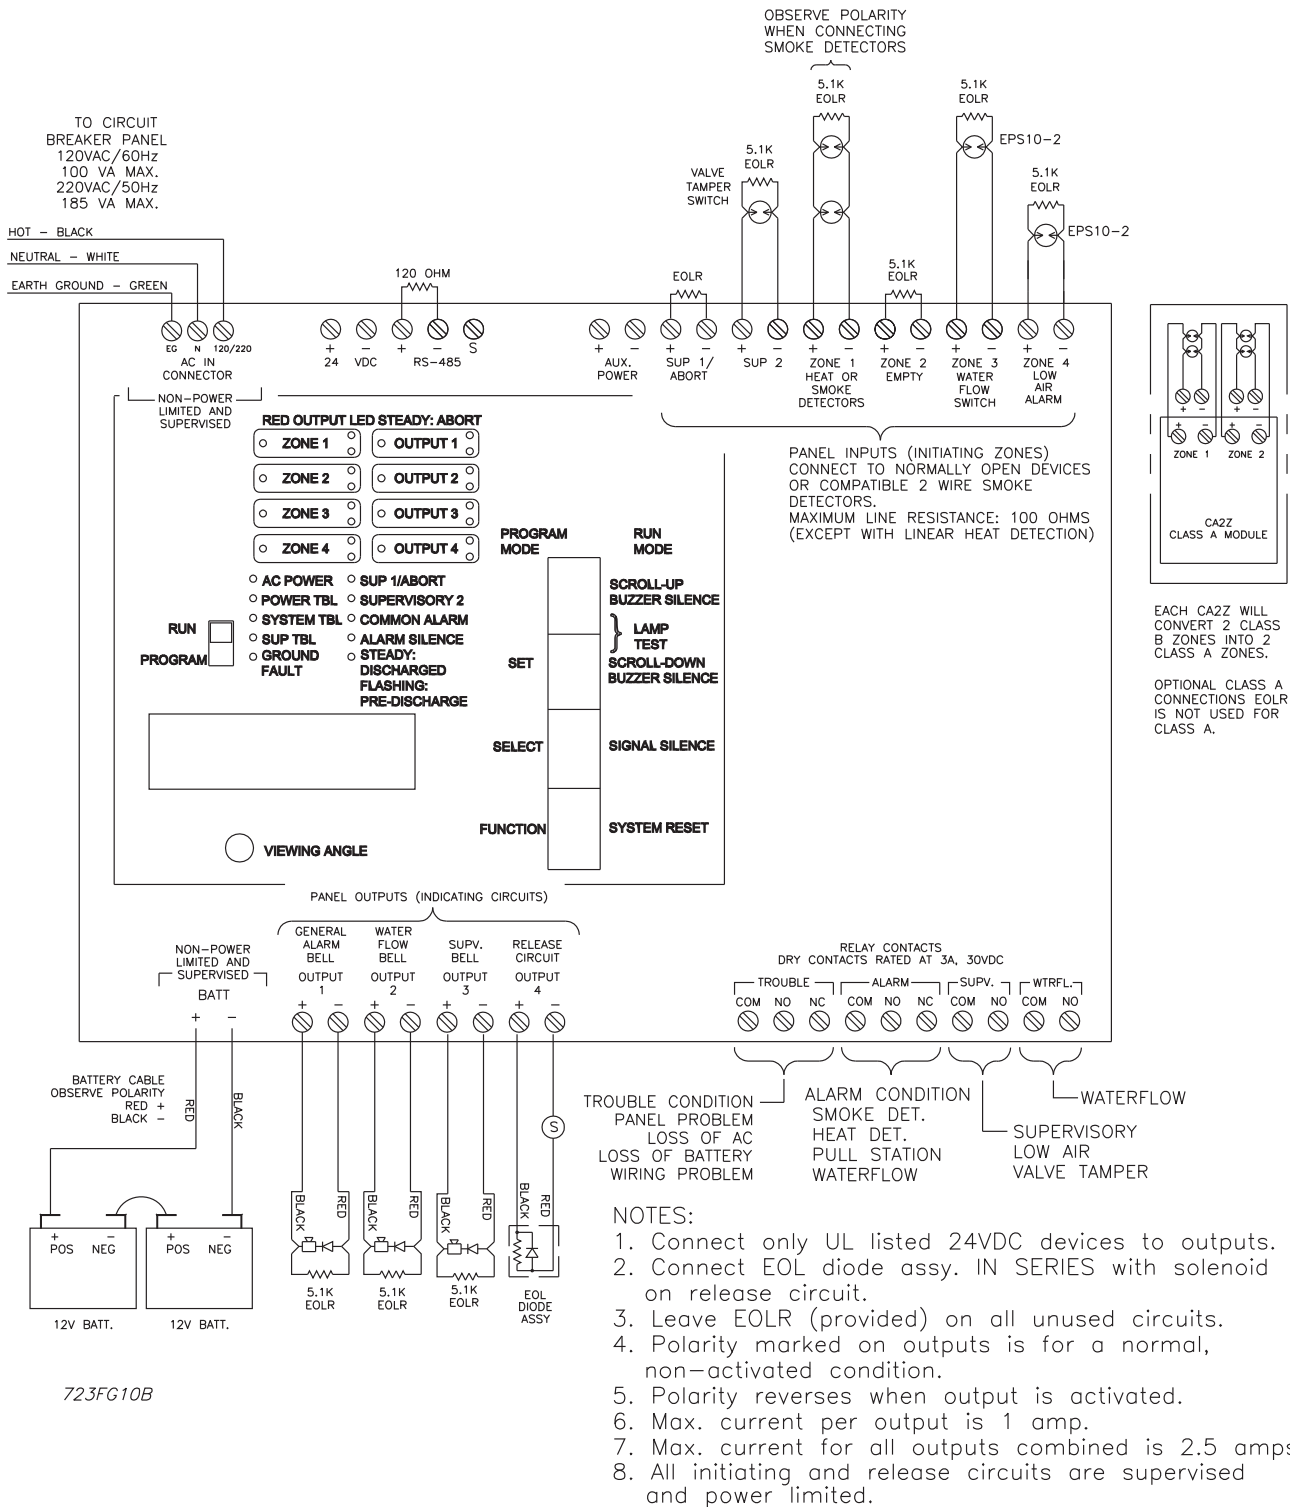 OBSERVE POLARITY
WHEN CONNECTING
SMOKE DETECTORS
5.1K
EOLR
5.1K
EOLR
EPS10-2
TO CIRCUIT
BREAKER PANEL
120VAC/60Hz
100 VA MAX.
220VAC/50Hz
185 VA MAX.
5.1K
EOLR
VALVE
TAMPER
SWITCH
5.1K
EOLR
EPS10-2
HOT - BLACK
NEUTRAL - WHITE
EARTH GROUND - GREEN
120 OHM
EOLR
5.1K
EOLR
EG N 120/220
AC IN
CONNECTOR
NON-POWER
LIMITED AND
SUPERVISED
+ -
24 VDC
+ - S
RS-485
+ -
AUX.
POWER
+ -
SUP 1/
ABORT
+ -
SUP 2
+ -
ZONE 1
HEAT OR
SMOKE
DETECTORS
+ -
ZONE 2
EMPTY
+ -
ZONE 3
WATER
FLOW
SWITCH
+ -
ZONE 4
LOW
AIR
ALARM
PANEL INPUTS (INITIATING ZONES)
CONNECT TO NORMALLY OPEN DEVICES
OR COMPATIBLE 2 WIRE SMOKE
DETECTORS.
MAXIMUM LINE RESISTANCE: 100 OHMS
(EXCEPT WITH LINEAR HEAT DETECTION)
+ - + -
+ - + -
ZONE 1 ZONE 2
CA2Z
CLASS A MODULE
EACH CA2Z WILL
CONVERT 2 CLASS
B ZONES INTO 2
CLASS A ZONES.
OPTIONAL CLASS A
CONNECTIONS EOLR
IS NOT USED FOR
CLASS A.
RED OUTPUT LED STEADY: ABORT
ZONE 1 OUTPUT 1
ZONE 2 OUTPUT 2
ZONE 3 OUTPUT 3
ZONE 4 OUTPUT 4
AC POWER SUP 1/ABORT
POWER TBL SUPERVISORY 2
SYSTEM TBL COMMON ALARM
SUP TBL ALARM SILENCE
GROUND
FAULT
STEADY:
DISCHARGED
FLASHING:
PRE-DISCHARGE
RUN
PROGRAM
PROGRAM
MODE
RUN
MODE
SCROLL-UP
BUZZER SILENCE
LAMP
TEST
SET
SCROLL-DOWN
BUZZER SILENCE
SELECT
SIGNAL SILENCE
FUNCTION
SYSTEM RESET
VIEWING ANGLE
PANEL OUTPUTS (INDICATING CIRCUITS)
GENERAL
ALARM
BELL
OUTPUT
1
+ -
WATER
FLOW
BELL
OUTPUT
2
+ -
SUPV.
BELL
OUTPUT
3
+ -
RELEASE
CIRCUIT
OUTPUT
4
+ -
NON-POWER
LIMITED AND
SUPERVISED
BATT
+ -
RELAY CONTACTS
DRY CONTACTS RATED AT 3A, 30VDC
TROUBLE ALARM SUPV. WTRFL.
COM NO NC COM NO NC COM NO COM NO
BATTERY CABLE
OBSERVE POLARITY
RED +
BLACK -
RED
BLACK
S
BLACK
RED
BLACK
RED
BLACK
RED
BLACK
RED
5.1K
EOLR
5.1K
EOLR
5.1K
EOLR
EOL
DIODE
ASSY
+ -
POS NEG
+ -
POS NEG
12V BATT.
12V BATT.
TROUBLE CONDITION
PANEL PROBLEM
LOSS OF AC
LOSS OF BATTERY
WIRING PROBLEM
ALARM CONDITION
SMOKE DET.
HEAT DET.
PULL STATION
WATERFLOW
SUPERVISORY
LOW AIR
VALVE TAMPER
WATERFLOW
NOTES:
1. Connect only UL listed 24VDC devices to outputs.
2. Connect EOL diode assy. IN SERIES with solenoid
on release circuit.
3. Leave EOLR (provided) on all unused circuits.
4. Polarity marked on outputs is for a normal,
non-activated condition.
5. Polarity reverses when output is activated.
6. Max. current per output is 1 amp.
7. Max. current for all outputs combined is 2.5 amps
8. All initiating and release circuits are supervised
and power limited.
723FG10B